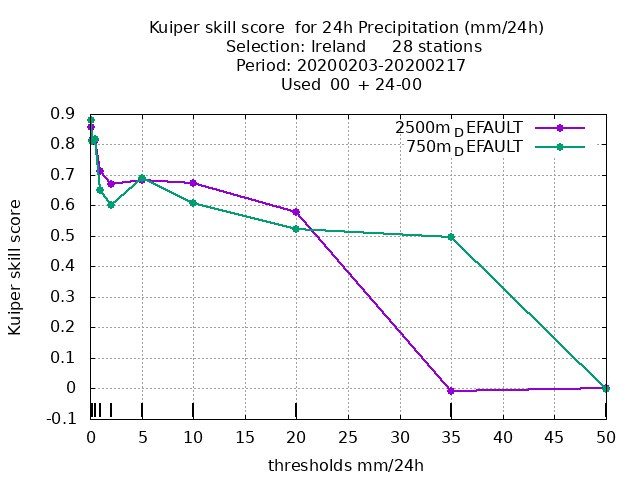 Kuiper skill score  for 24h Precipitation (mm/24h)
Selection: Ireland     28 stations
Period: 20200203-20200217
Used  00 + 24-00
2500m_DEFAULT
750m_DEFAULT
Kuiper skill score
0.9
0.8
0.7
0.6
0.5
0.4
0.3
0.2
0.1
0
-0.1
0 5 10 15 20 25 30 35 40 45 50
thresholds mm/24h